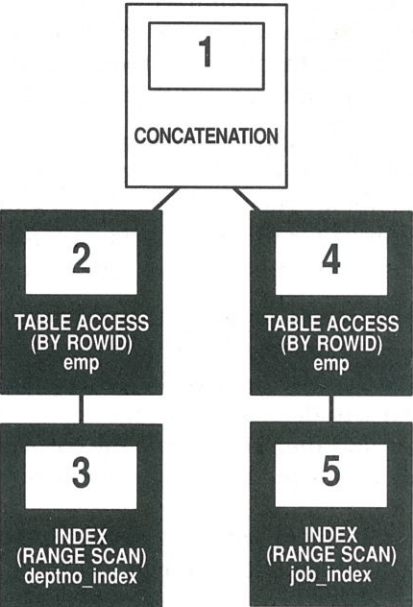 1
CONCATENATION
2
TABLE ACCESS
(BY ROWID)
emp
4
TABLE ACCESS
(BY ROWID)
emp
3
INDEX
(RANGE SCAN)
deptno_index
5
INDEX
(RANGE SCAN)
job_index